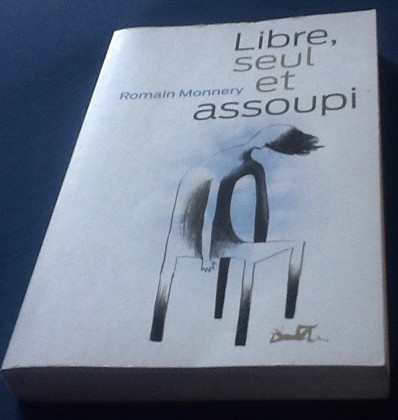 Libre,
seul
et
Romain Monnery
assoupi